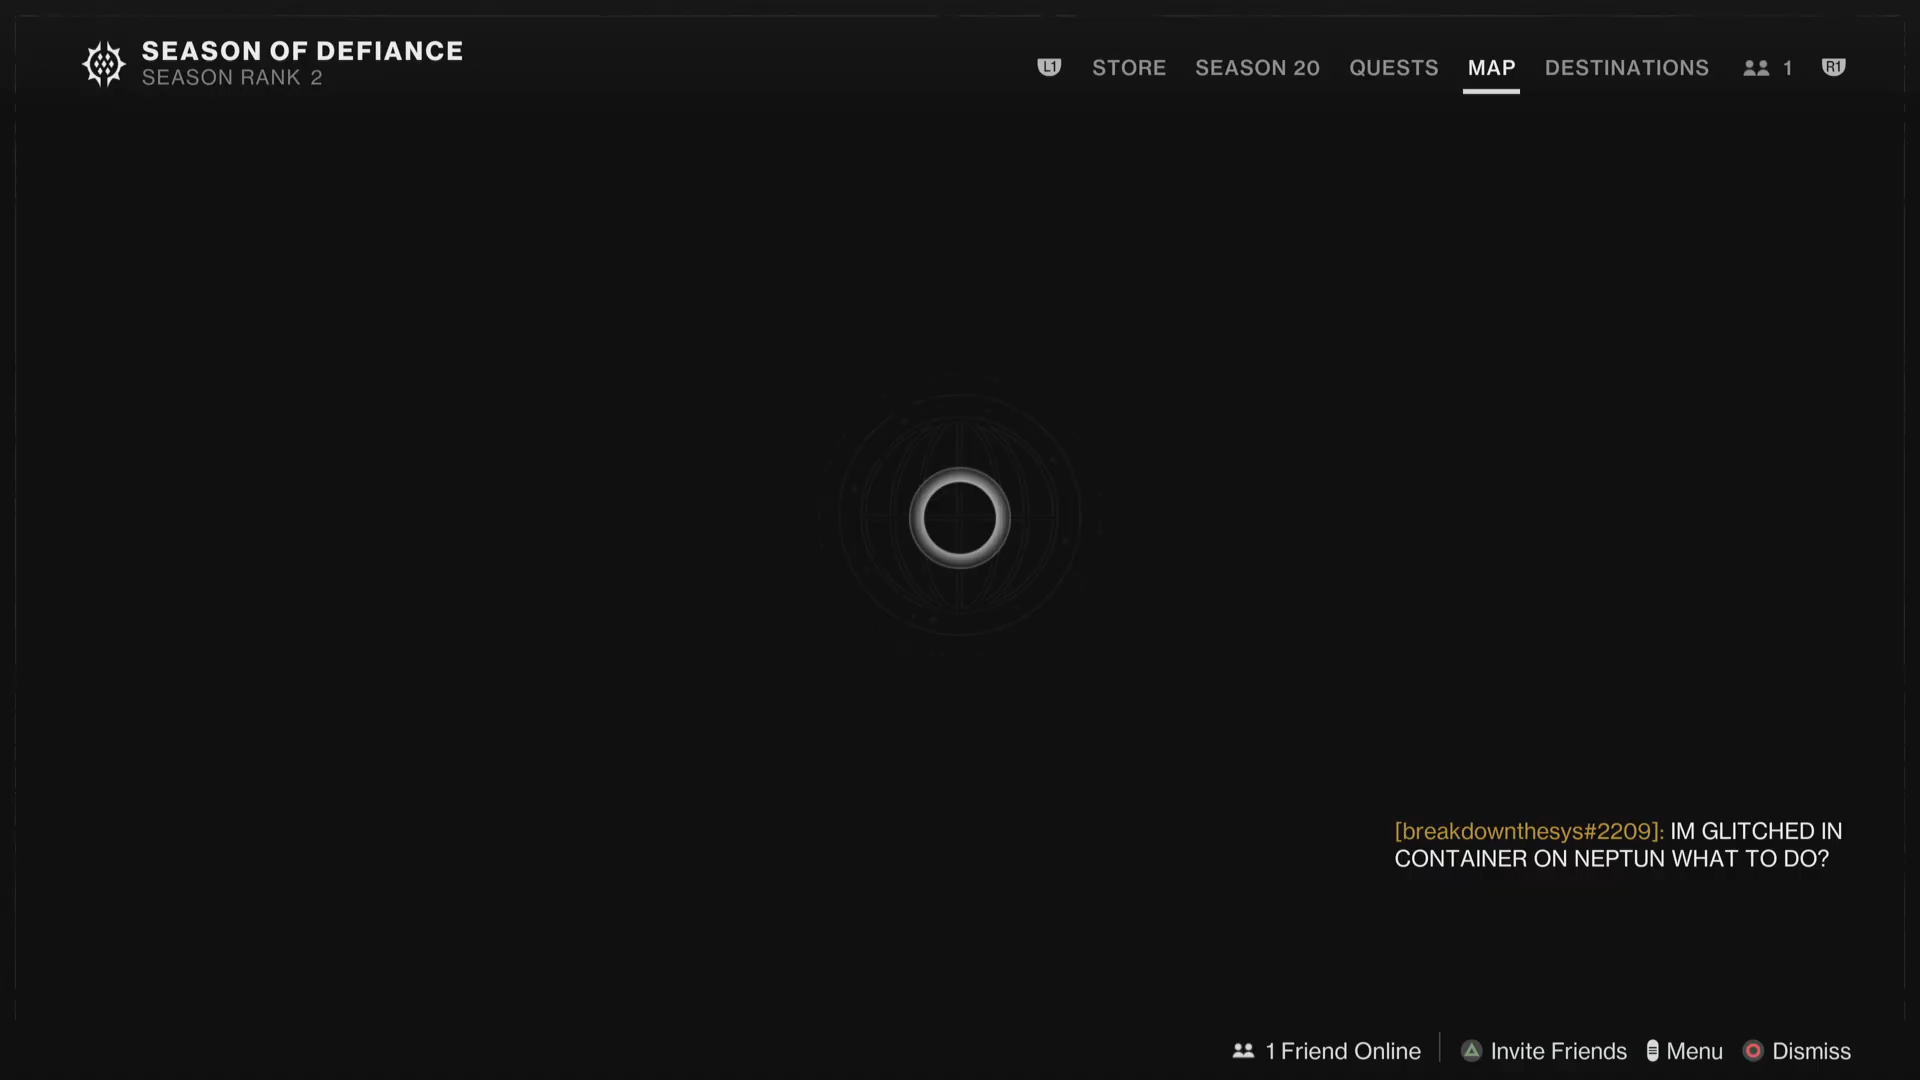 SEASON OF DEFIANCE
SEASON RANK 2
L1 STORE SEASON 20 QUESTS MAP DESTINATIONS 1 R1
[breakdownthesys#2209]: IM GLITCHED IN
CONTAINER ON NEPTUN WHAT TO DO?
1 Friend Online Invite Friends Menu Dismiss